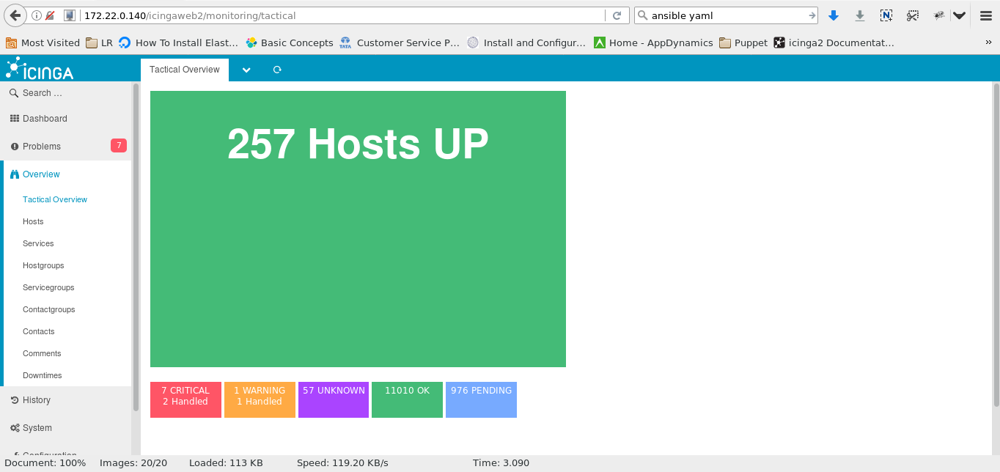 172.22.0.140/icingaweb2/monitoring/tactical
ansible yaml
Most Visited LR How To Install Elast... Basic Concepts TATA Customer Service P... Install and Configur... Home - AppDynamics Puppet icinga2 Documentat... »
ICINGA
Tactical Overview
Search ...
Dashboard
Problems 7
Overview
Tactical Overview
Hosts
Services
Hostgroups
Servicegroups
Contactgroups
Contacts
Comments
Downtimes
History
System
Configuration
257 Hosts UP
7 CRITICAL
2 Handled
1 WARNING
1 Handled
57 UNKNOWN
11010 OK
976 PENDING
Document: 100% Images: 20/20 Loaded: 113 KB Speed: 119.20 KB/s Time: 3.090